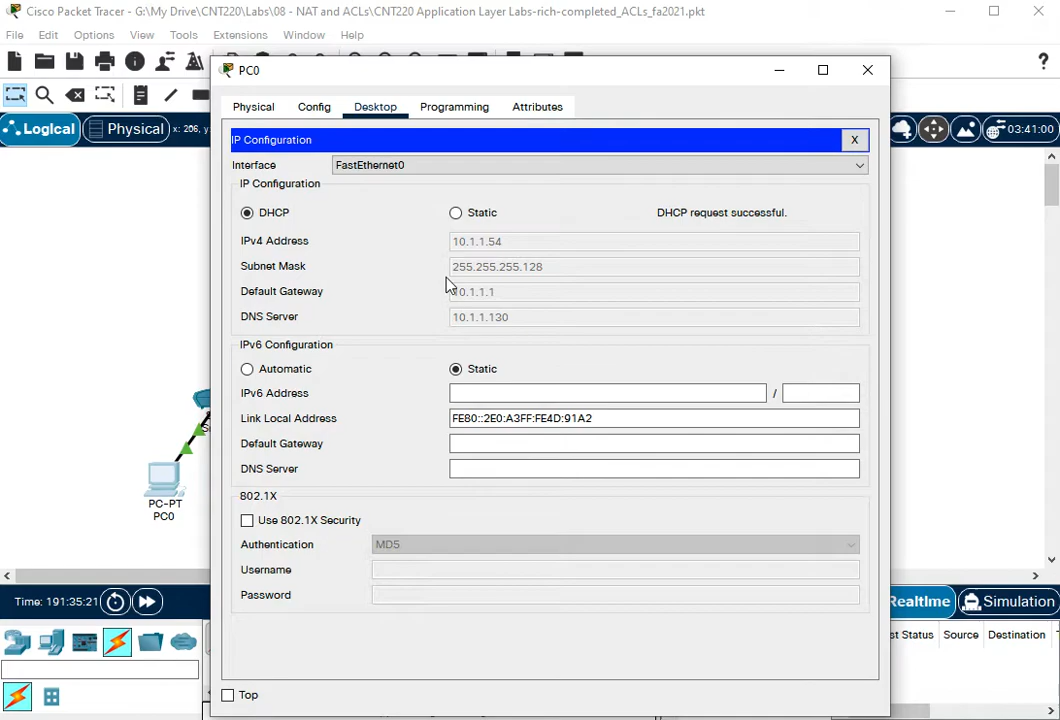 Cisco Packet Tracer - G:\My Drive\CNT220\Labs\08 - NAT and ACLs\CNT220 Application Layer Labs-rich-completed_ACLs_fa2021.pkt
File Edit Options View Tools Extensions Window Help
PC0
Logical Physical x: 206, y 03:41:00
Physical Config Desktop Programming Attributes
IP Configuration X
Interface FastEthernet0
IP Configuration
DHCP Static DHCP request successful.
IPv4 Address 10.1.1.54
Subnet Mask 255.255.255.128
Default Gateway 10.1.1.1
DNS Server 10.1.1.130
IPv6 Configuration
Automatic Static
IPv6 Address /
Link Local Address FE80::2E0:A3FF:FE4D:91A2
Default Gateway
DNS Server
802.1X
Use 802.1X Security
Authentication MD5
Username
Password
Top
PC-PT
PC0
Time: 191:35:21 Realtime Simulation
st Status Source Destination